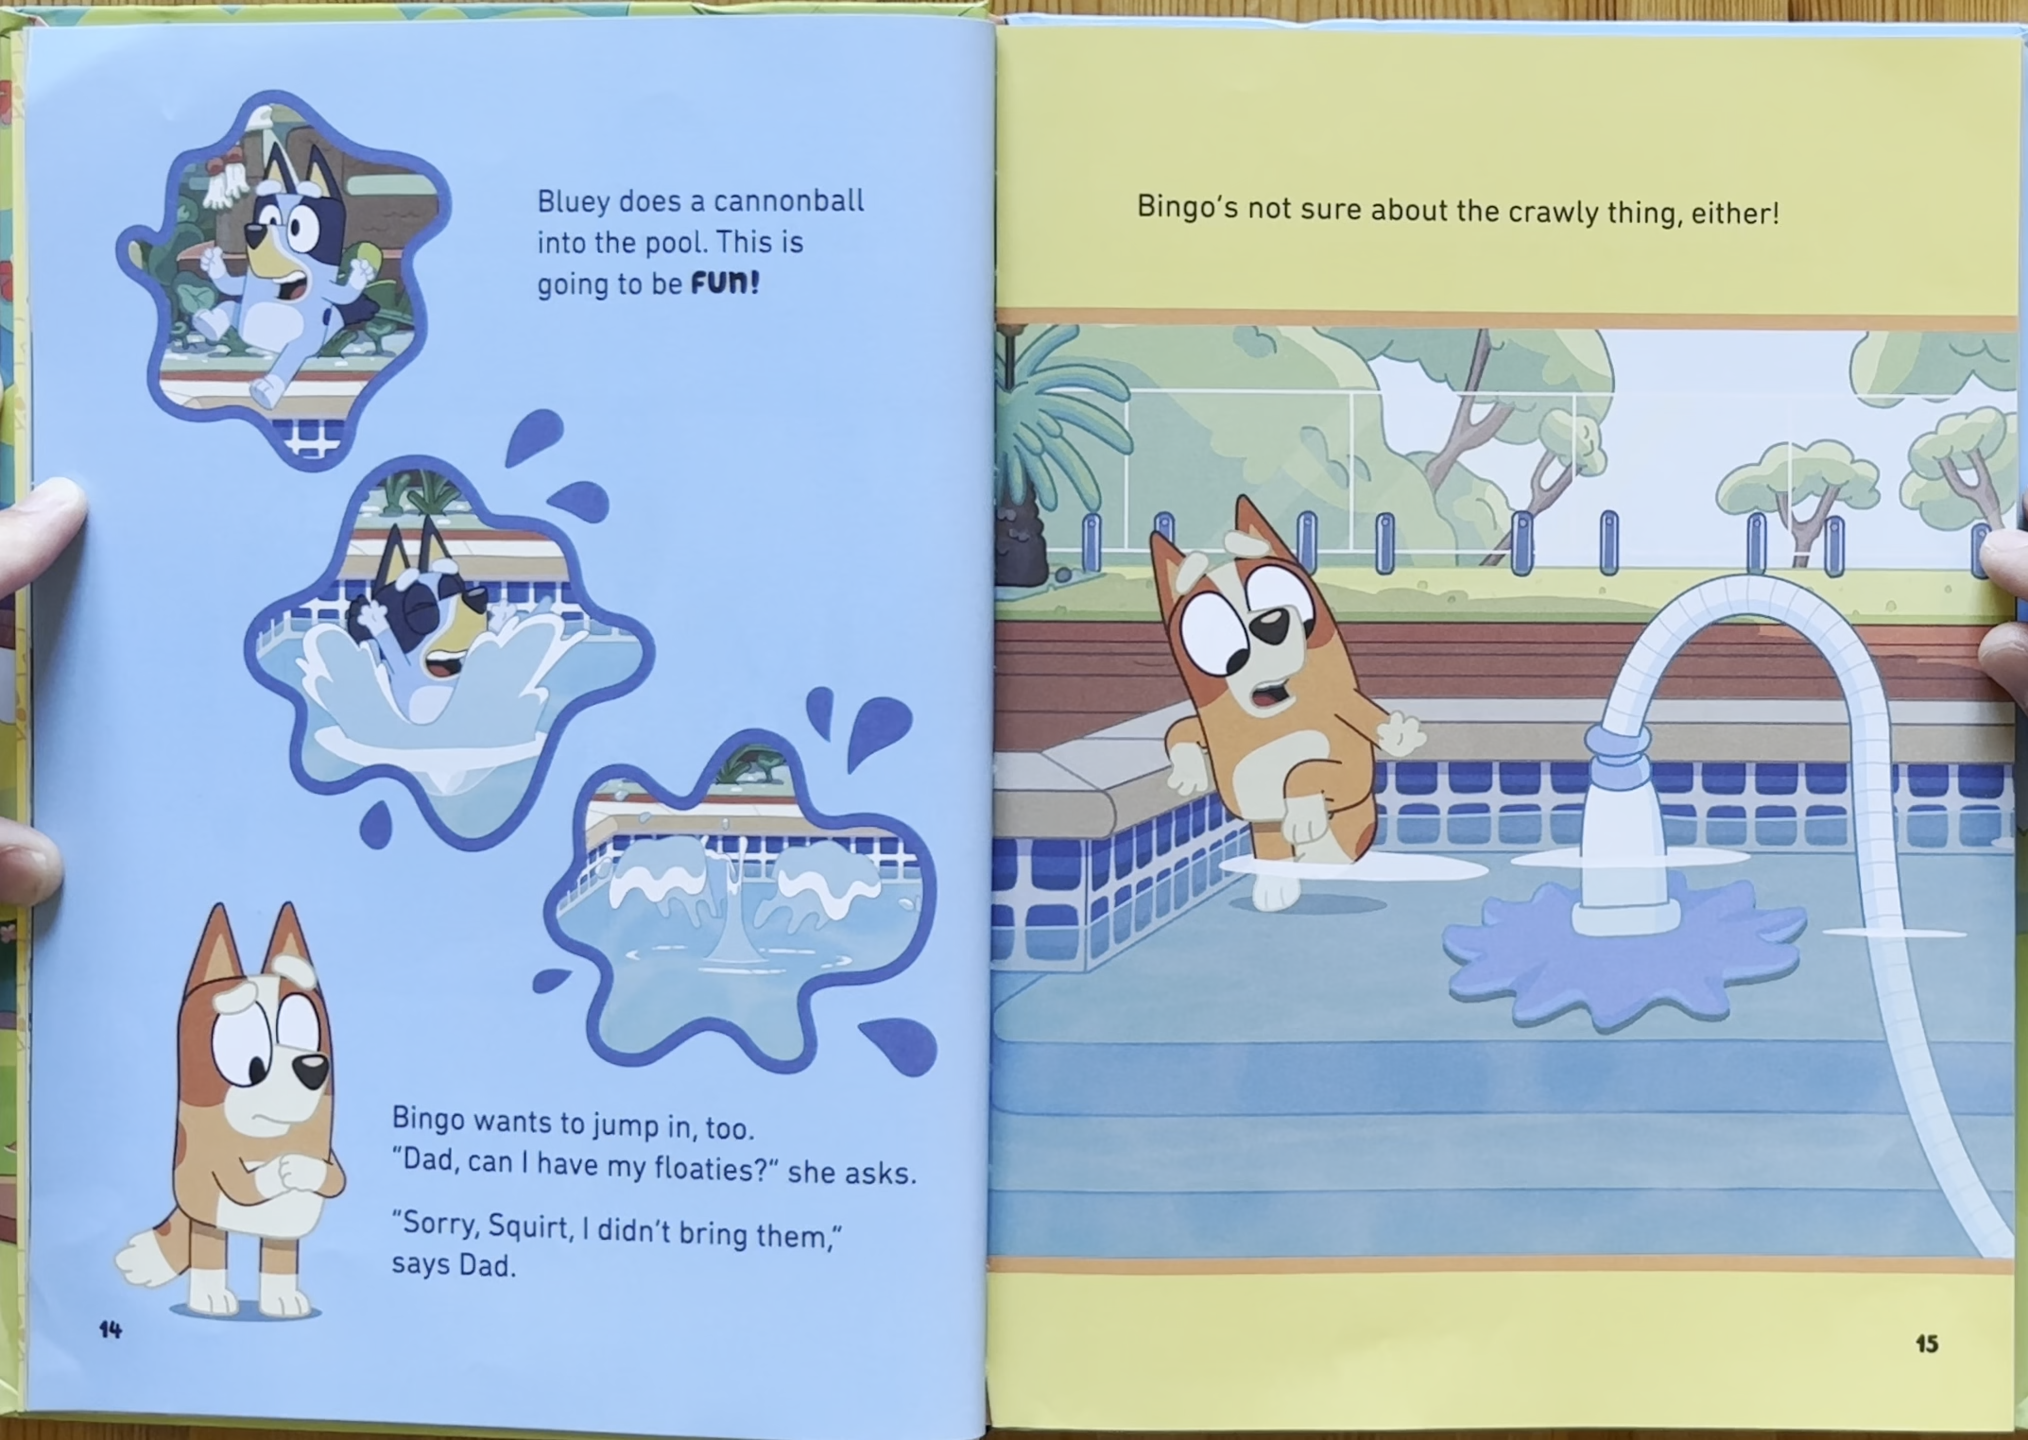 Bluey does a cannonball
into the pool. This is
going to be FUN!
Bingo wants to jump in, too.
“Dad, can I have my floaties?” she asks.
“Sorry, Squirt, I didn’t bring them,”
says Dad.
14
Bingo’s not sure about the crawly thing, either!
15